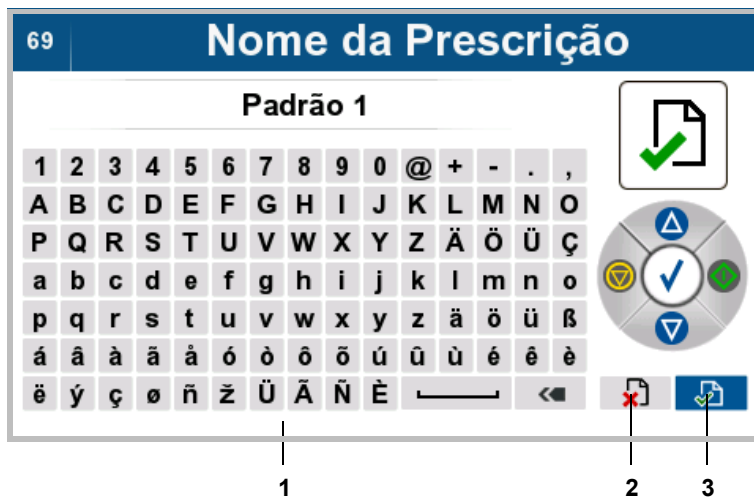 69 Nome da Prescrição
Padrão 1
1 2 3 4 5 6 7 8 9 0 @ + - . ,
A B C D E F G H I J K L M N O
P Q R S T U V W X Y Z Ä Ö Ü Ç
a b c d e f g h i j k l m n o
p q r s t u v w x y z ä ö ü ß
á â à ã å ó ò ô õ ú û ù é ê è
ë ý ç ø ñ ž Ü Ã Ñ È
1 2 3